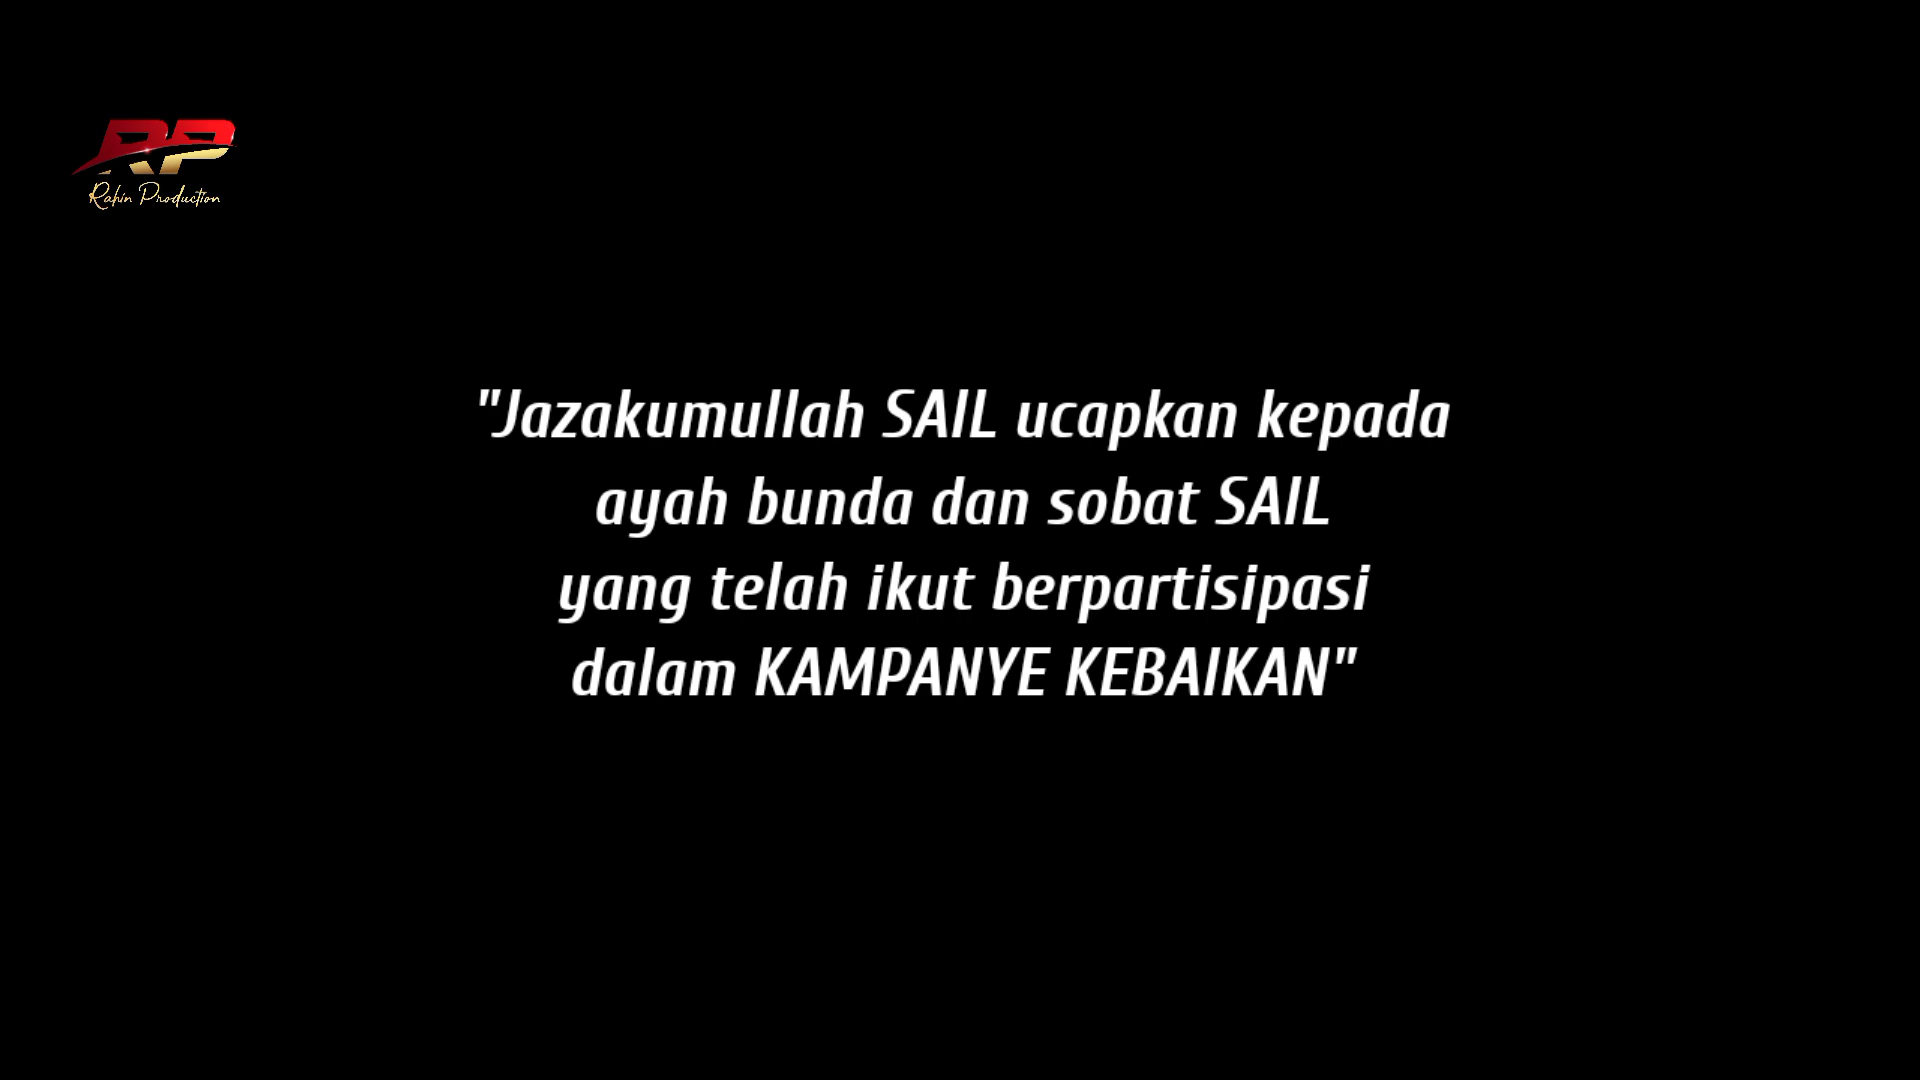 RP
Rahin Production
"Jazakumullah SAIL ucapkan kepada
ayah bunda dan sobat SAIL
yang telah ikut berpartisipasi
dalam KAMPANYE KEBAIKAN"